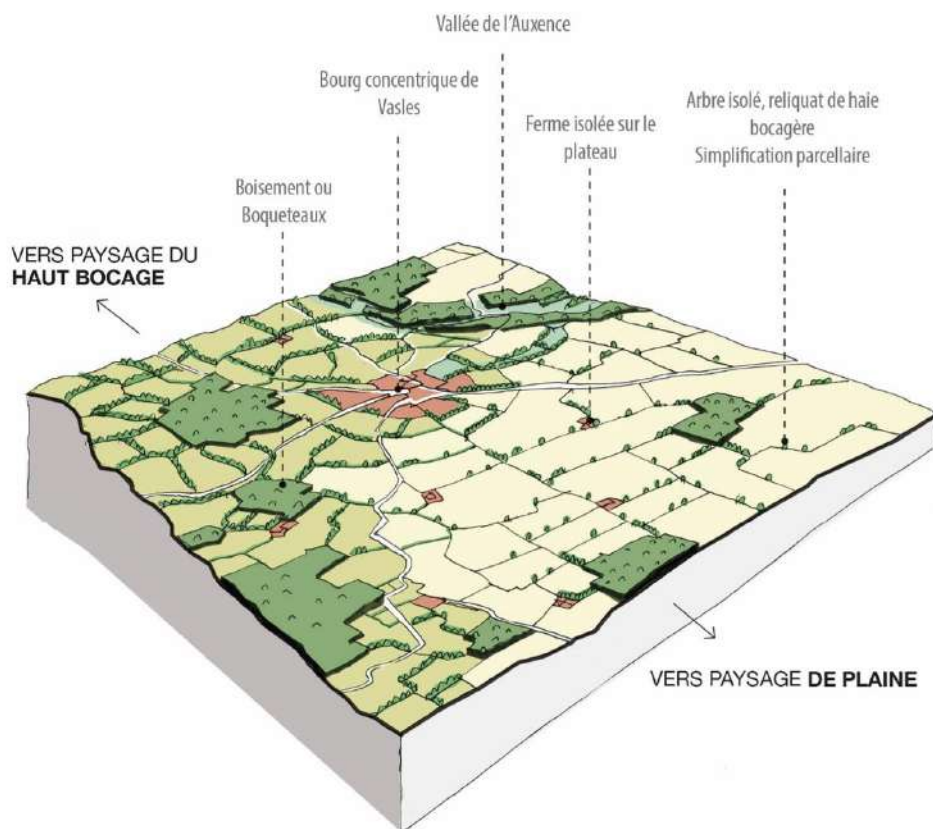 Vallée de l'Auxence
Bourg concentrique de
Vasles
Ferme isolée sur le
plateau
Arbre isolé, reliquat de haie
bocagère
Simplification parcellaire
Boisement ou
Boqueteaux
VERS PAYSAGE DU
HAUT BOCAGE
VERS PAYSAGE DE PLAINE